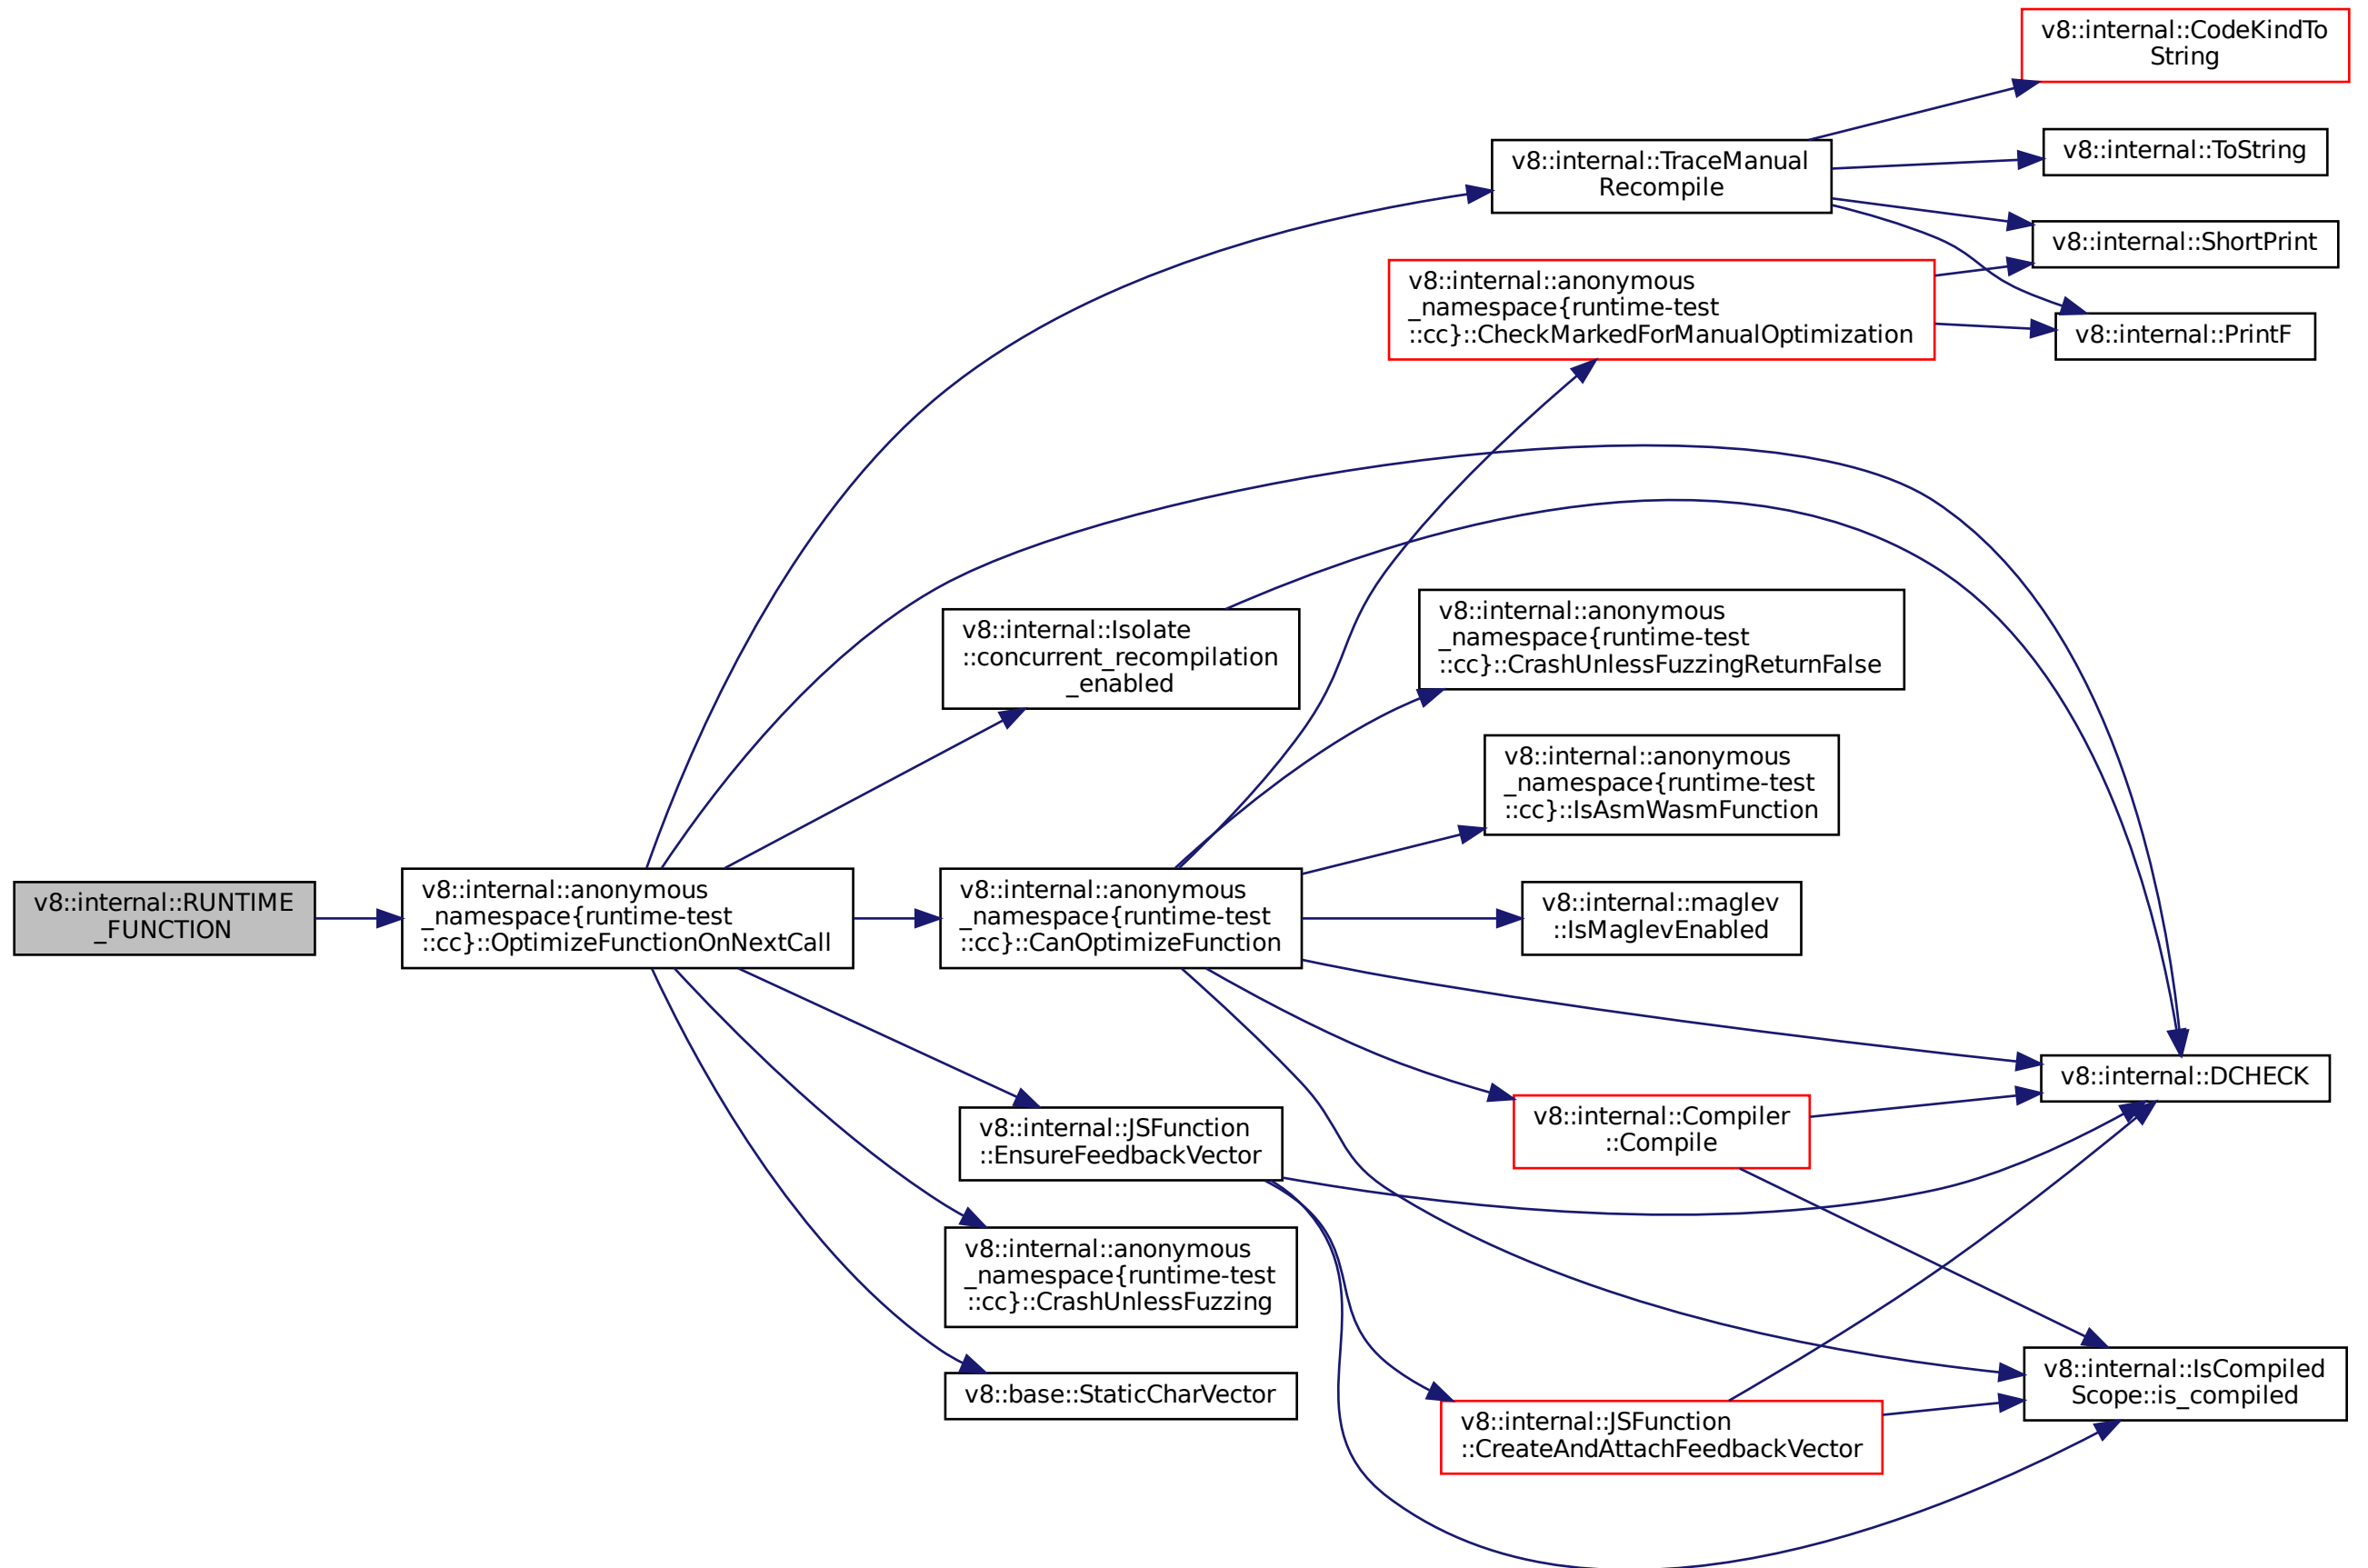 v8::internal::CodeKindTo
String
v8::internal::ToString
v8::internal::TraceManual
Recompile
v8::internal::ShortPrint
v8::internal::anonymous
_namespace{runtime-test
::cc}::CheckMarkedForManualOptimization
v8::internal::PrintF
v8::internal::anonymous
_namespace{runtime-test
::cc}::CrashUnlessFuzzingReturnFalse
v8::internal::Isolate
::concurrent_recompilation
_enabled
v8::internal::anonymous
_namespace{runtime-test
::cc}::IsAsmWasmFunction
v8::internal::RUNTIME
_FUNCTION
v8::internal::anonymous
_namespace{runtime-test
::cc}::OptimizeFunctionOnNextCall
v8::internal::anonymous
_namespace{runtime-test
::cc}::CanOptimizeFunction
v8::internal::maglev
::IsMaglevEnabled
v8::internal::DCHECK
v8::internal::Compiler
::Compile
v8::internal::JSFunction
::EnsureFeedbackVector
v8::internal::anonymous
_namespace{runtime-test
::cc}::CrashUnlessFuzzing
v8::internal::IsCompiled
Scope::is_compiled
v8::base::StaticCharVector
v8::internal::JSFunction
::CreateAndAttachFeedbackVector